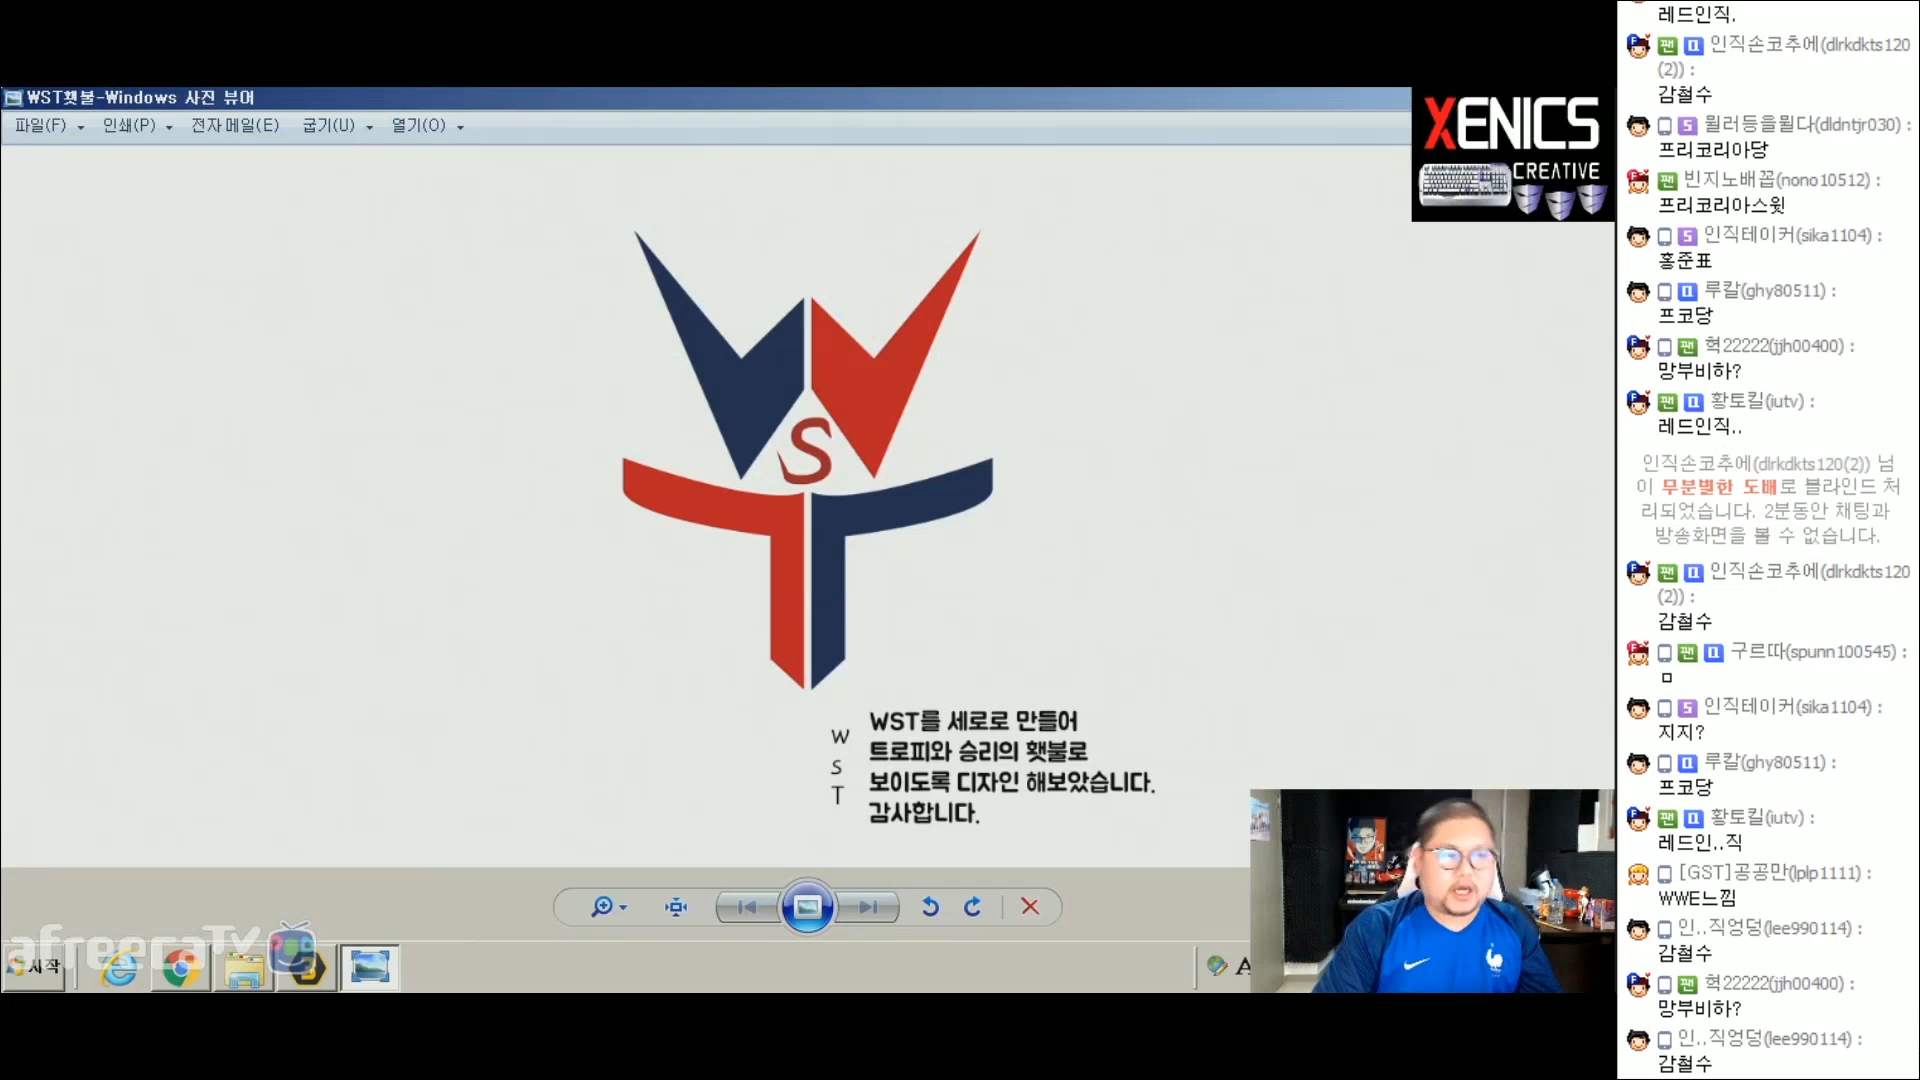 WST횃불-Windows 사진 뷰어
파일(F) 인쇄(P) 전자 메일(E) 굽기(U) 열기(O)
XENICS
CREATIVE
S
W
S
T
WST를 세로로 만들어
트로피와 승리의 횃불로
보이도록 디자인 해보았습니다.
감사합니다.
afreecaTV
시작
A
레드인직.
팬 인직손코추에(dlrkdkts120
(2)) :
감철수
S 뭘러등을뭘다(dldntjr030) :
프리코리아당
팬 빈지노배꼽(nono10512) :
프리코리아스윗
S 인직테이커(sika1104) :
홍준표
루칼(ghy80511) :
프코당
팬 혁22222(jjh00400) :
망부비하?
팬 황토킬(iutv) :
레드인직..
인직손코추에(dlrkdkts120(2)) 님
이 무분별한 도배로 블라인드 처
리되었습니다. 2분동안 채팅과
방송화면을 볼 수 없습니다.
팬 인직손코추에(dlrkdkts120
(2)) :
감철수
팬 구르따(spunn100545) :
ㅁ
S 인직테이커(sika1104) :
지지?
루칼(ghy80511) :
프코당
팬 황토킬(iutv) :
레드인..직
[GST]공공만(lplp1111) :
WWE느낌
인..직엉덩(lee990114) :
감철수
팬 혁22222(jjh00400) :
망부비하?
인..직엉덩(lee990114) :
감철수